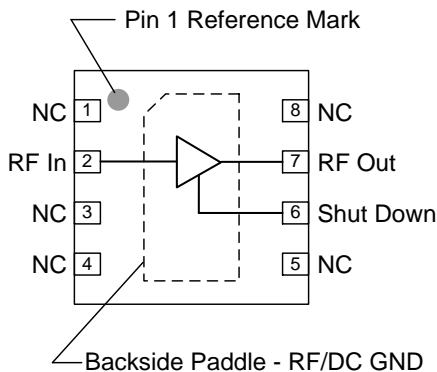 Pin 1 Reference Mark
NC 1
8 NC
RF In 2
7 RF Out
NC 3
6 Shut Down
NC 4
5 NC
Backside Paddle - RF/DC GND